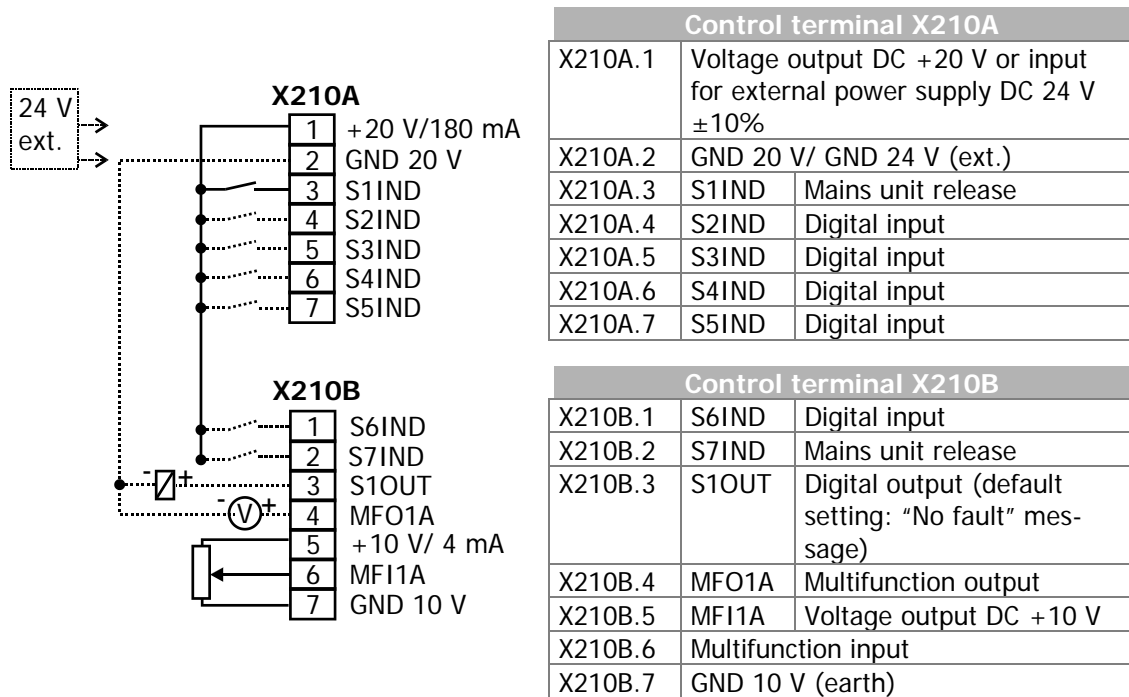 24 V
ext.
X210A
1 +20 V/180 mA
2 GND 20 V
3 S1IND
4 S2IND
5 S3IND
6 S4IND
7 S5IND
X210B
1 S6IND
2 S7IND
- + 3 S1OUT
- V + 4 MFO1A
5 +10 V/ 4 mA
6 MFI1A
7 GND 10 V
Control terminal X210A
X210A.1 Voltage output DC +20 V or input
for external power supply DC 24 V
±10%
X210A.2 GND 20 V/ GND 24 V (ext.)
X210A.3 S1IND Mains unit release
X210A.4 S2IND Digital input
X210A.5 S3IND Digital input
X210A.6 S4IND Digital input
X210A.7 S5IND Digital input
Control terminal X210B
X210B.1 S6IND Digital input
X210B.2 S7IND Mains unit release
X210B.3 S1OUT Digital output (default
setting: “No fault” mes-
sage)
X210B.4 MFO1A Multifunction output
X210B.5 MFI1A Voltage output DC +10 V
X210B.6 Multifunction input
X210B.7 GND 10 V (earth)